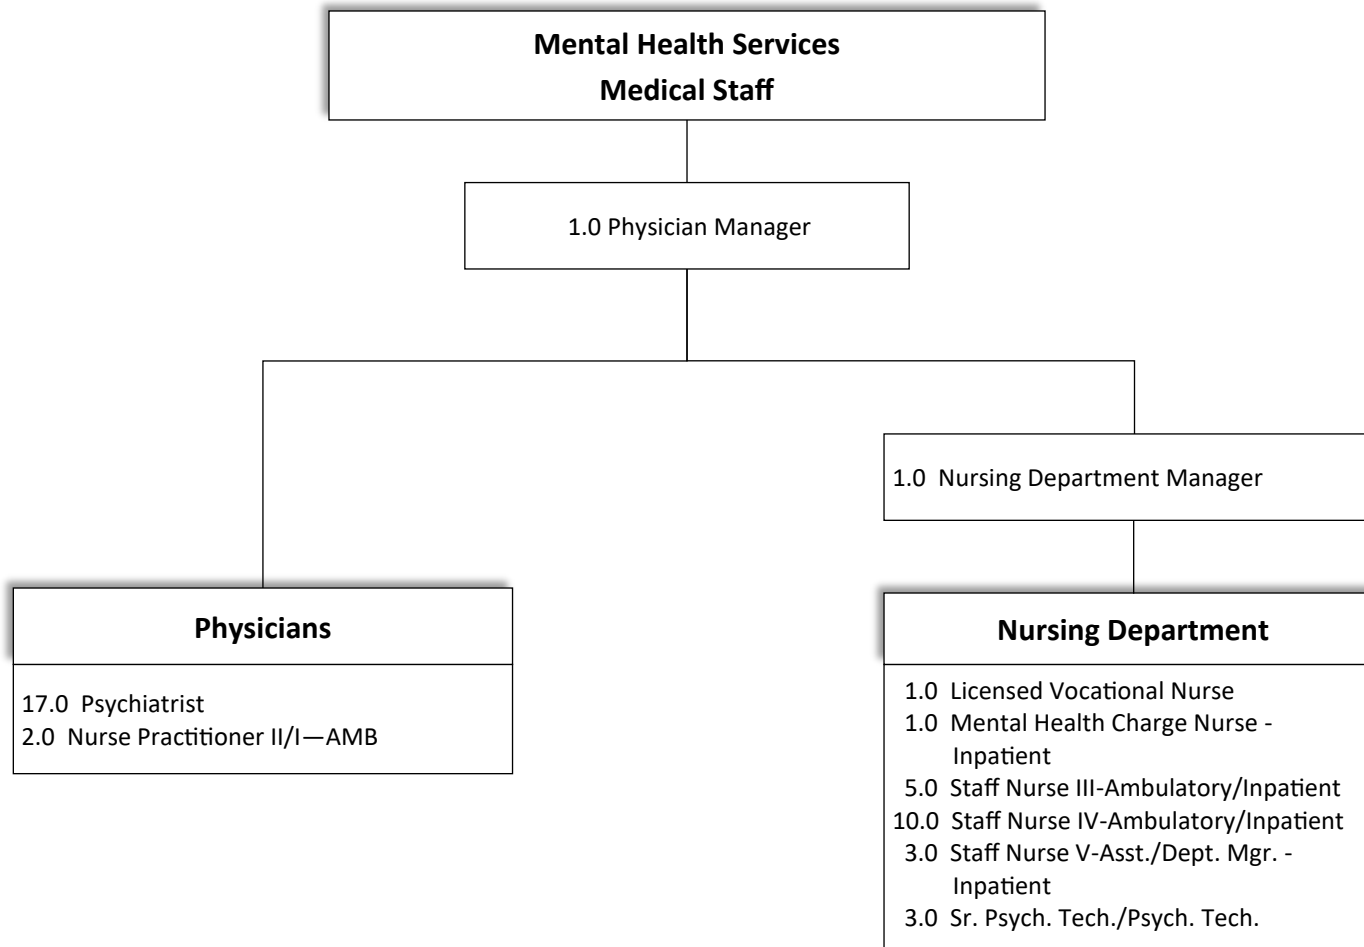 Mental Health Services
Medical Staff
1.0 Physician Manager
1.0  Nursing Department Manager
Physicians
17.0  Psychiatrist
2.0  Nurse Practitioner II/I—AMB
Nursing Department
1.0  Licensed Vocational Nurse
1.0  Mental Health Charge Nurse -
Inpatient
5.0  Staff Nurse III-Ambulatory/Inpatient
10.0  Staff Nurse IV-Ambulatory/Inpatient
3.0  Staff Nurse V-Asst./Dept. Mgr. -
Inpatient
3.0  Sr. Psych. Tech./Psych. Tech.